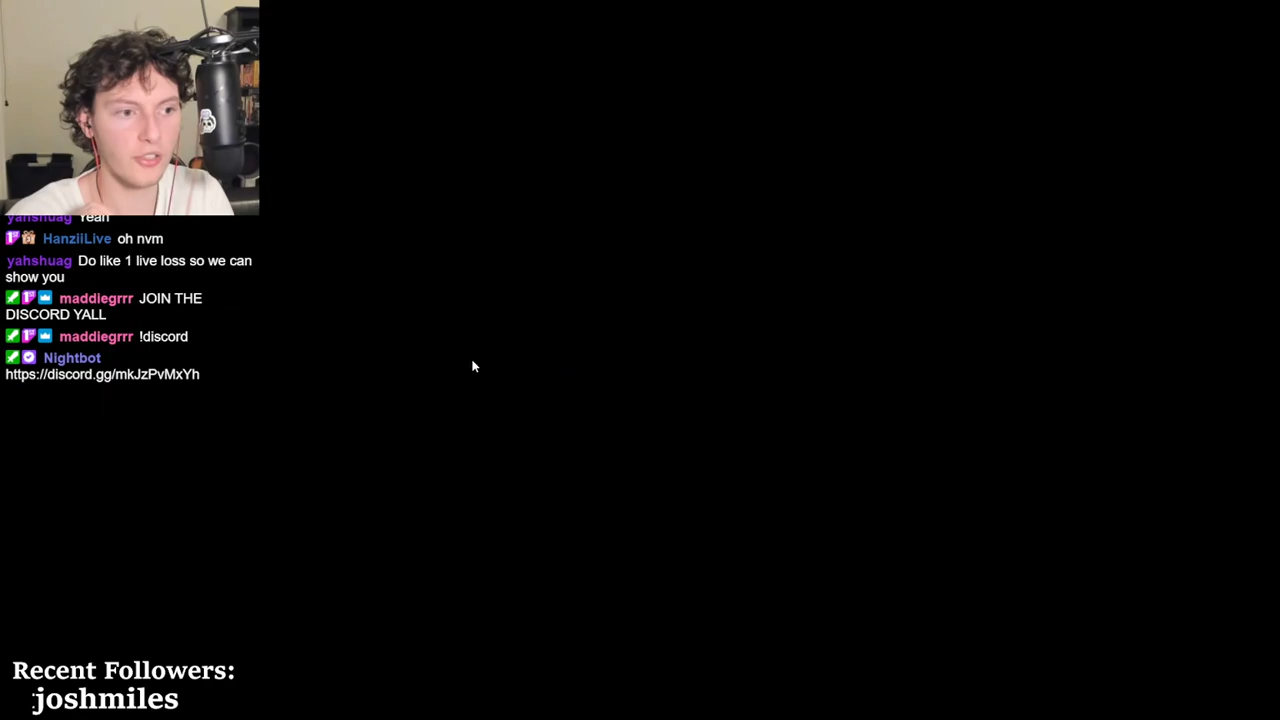 yahshuag Yeah
HanziiLive oh nvm
yahshuag Do like 1 live loss so we can
show you
maddiegrrr JOIN THE
DISCORD YALL
maddiegrrr !discord
Nightbot
https://discord.gg/mkJzPvMxYh
Recent Followers:
joshmiles